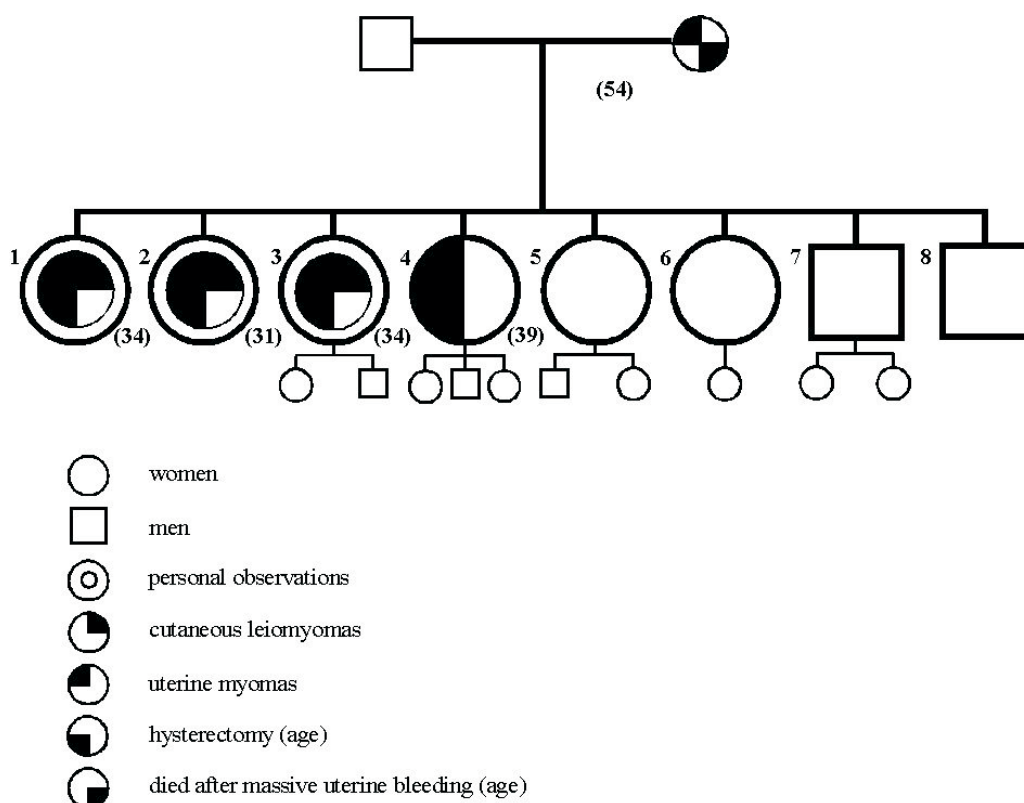 (54)
1 2 3 4 5 6 7 8
(34) (31) (34) (39)
women
men
personal observations
cutaneous leiomyomas
uterine myomas
hysterectomy (age)
died after massive uterine bleeding (age)